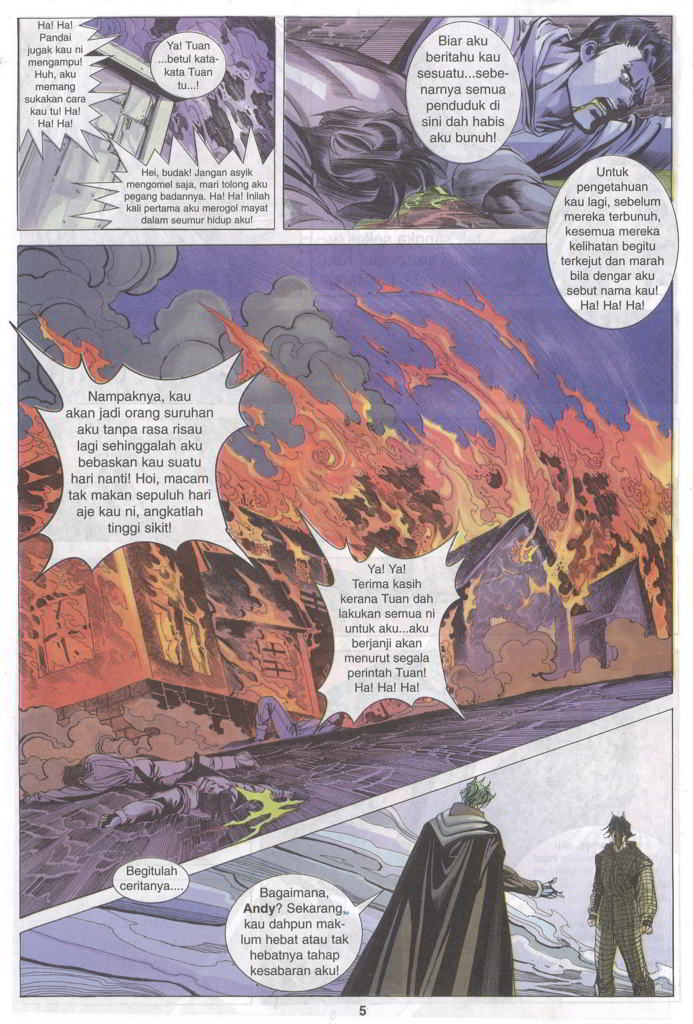 Ha! Ha!
Pandai
jugak kau ni
mengampu!
Huh, aku
memang
sukakan cara
kau tu! Ha!
Ha! Ha!
Ya! Tuan
...betul kata-
kata Tuan
tu...!
Hei, budak! Jangan asyik
mengomel saja, mari tolong aku
pegang badannya. Ha! Ha! Inilah
kali pertama aku merogol mayat
dalam seumur hidup aku!
Biar aku
beritahu kau
sesuatu...sebe-
narnya semua
penduduk di
sini dah habis
aku bunuh!
Untuk
pengetahuan
kau lagi, sebelum
mereka terbunuh,
kesemua mereka
kelihatan begitu
terkejut dan marah
bila dengar aku
sebut nama kau!
Ha! Ha! Ha!
Nampaknya, kau
akan jadi orang suruhan
aku tanpa rasa risau
lagi sehinggalah aku
bebaskan kau suatu
hari nanti! Hoi, macam
tak makan sepuluh hari
aje kau ni, angkatlah
tinggi sikit!
Ya! Ya!
Terima kasih
kerana Tuan dah
lakukan semua ni
untuk aku...aku
berjanji akan
menurut segala
perintah Tuan!
Ha! Ha! Ha!
Begitulah
ceritanya....
Bagaimana,
Andy? Sekarang,
kau dahpun mak-
lum hebat atau tak
hebatnya tahap
kesabaran aku!
5